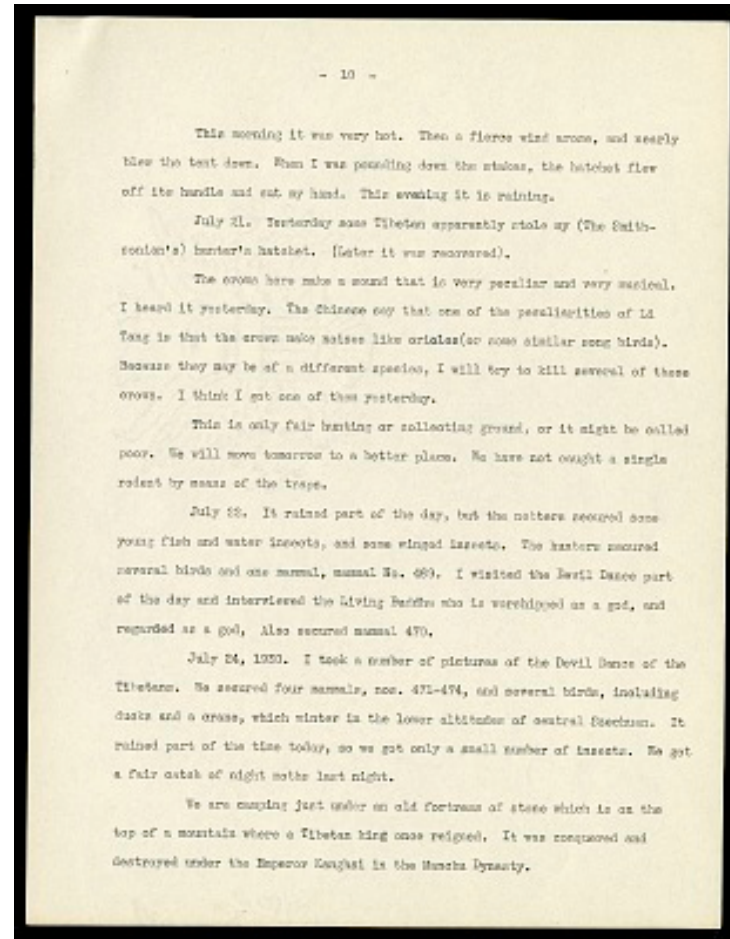 - 10 -
This morning it was very hot. Then a fierce wind arose, and nearly
blew the tent down. When I was pounding down the stakes, the hatchet flew
off its handle and cut my hand. This evening it is raining.
July 21. Yesterday some Tibetan apparently stole my (The Smith-
sonian's) hunter's hatchet. (Later it was recovered).
The crows here make a sound that is very peculiar and very musical.
I heard it yesterday. The Chinese say that one of the peculiarities of Li
Tang is that the crows make noises like orioles(or some similar song birds).
Because they may be of a different species, I will try to kill several of these
crows. I think I got one of them yesterday.
This is only fair hunting or collecting ground, or it might be called
poor. We will move tomorrow to a better place. We have not caught a single
rodent by means of the traps.
July 22. It rained part of the day, but the netters secured some
young fish and water insects, and some winged insects. The hunters secured
several birds and one mammal, mammal No. 469. I visited the Devil Dance part
of the day and interviewed the Living Buddha who is worshipped as a god, and
regarded as a god, Also secured mammal 470.
July 24, 1930. I took a number of pictures of the Devil Dance of the
Tibetans. We secured four mammals, nos. 471-474, and several birds, including
ducks and a crane, which winter in the lower altitudes of central Szechuan. It
rained part of the time today, so we got only a small number of insects. We got
a fair catch of night moths last night.
We are camping just under an old fortress of stone which is on the
top of a mountain where a Tibetan king once reigned. It was conquered and
destroyed under the Emperor Kanghsi in the Manchu Dynasty.